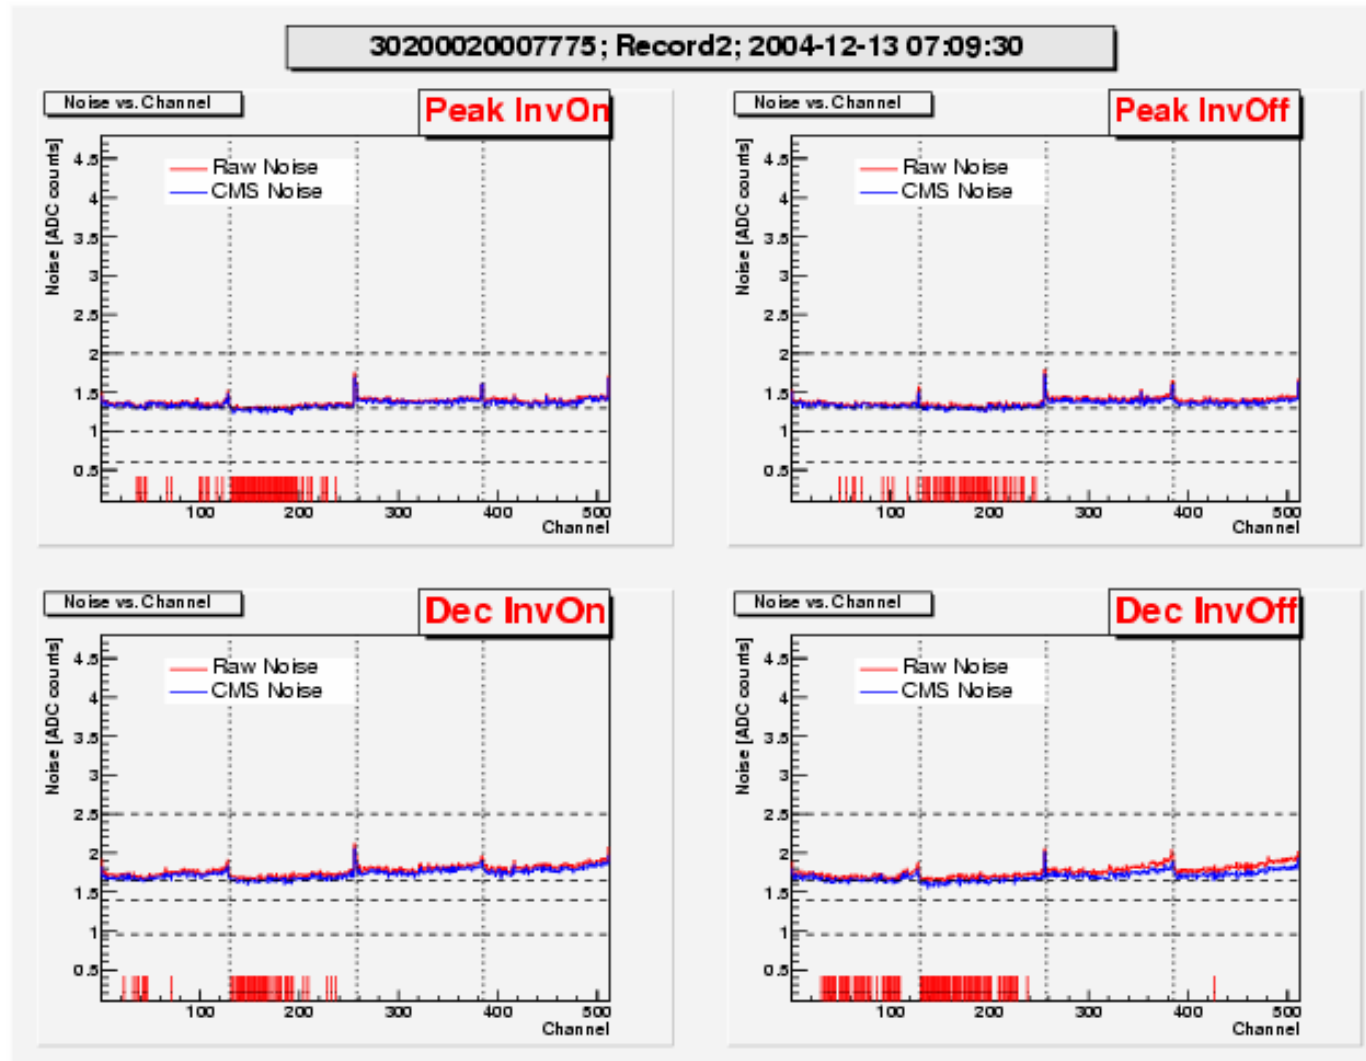 30200020007775; Record2; 2004-12-13 07:09:30
Noise vs. Channel
Peak InvOn
Noise [ADC counts]
4.5
4
3.5
3
2.5
2
1.5
1
0.5
Raw Noise
CMS Noise
100 200 300 400 500
Channel
Noise vs. Channel
Peak InvOff
Noise [ADC counts]
4.5
4
3.5
3
2.5
2
1.5
1
0.5
Raw Noise
CMS Noise
100 200 300 400 500
Channel
Noise vs. Channel
Dec InvOn
Noise [ADC counts]
4.5
4
3.5
3
2.5
2
1.5
1
0.5
Raw Noise
CMS Noise
100 200 300 400 500
Channel
Noise vs. Channel
Dec InvOff
Noise [ADC counts]
4.5
4
3.5
3
2.5
2
1.5
1
0.5
Raw Noise
CMS Noise
100 200 300 400 500
Channel